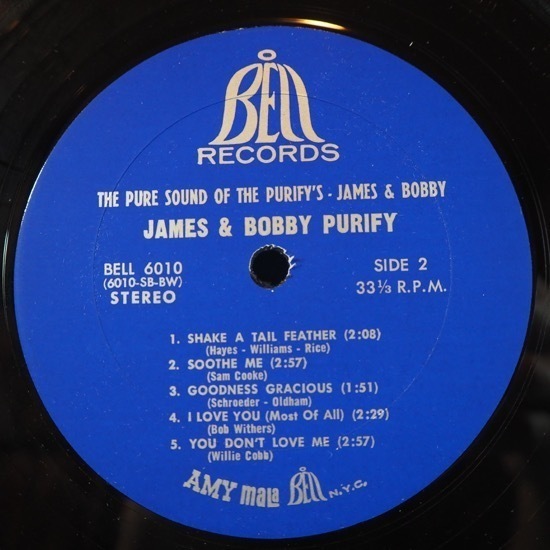 BELL
RECORDS
THE PURE SOUND OF THE PURIFY'S - JAMES & BOBBY
JAMES & BOBBY PURIFY
BELL 6010
(6010-SB-BW)
STEREO
SIDE 2
33⅓ R.P.M.
1. SHAKE A TAIL FEATHER (2:08)
(Hayes - Williams - Rice)
2. SOOTHE ME (2:57)
(Sam Cooke)
3. GOODNESS GRACIOUS (1:51)
(Schroeder - Oldham)
4. I LOVE YOU (Most Of All) (2:29)
(Bob Withers)
5. YOU DON'T LOVE ME (2:57)
(Willie Cobb)
AMY mala BELL N.Y.C.